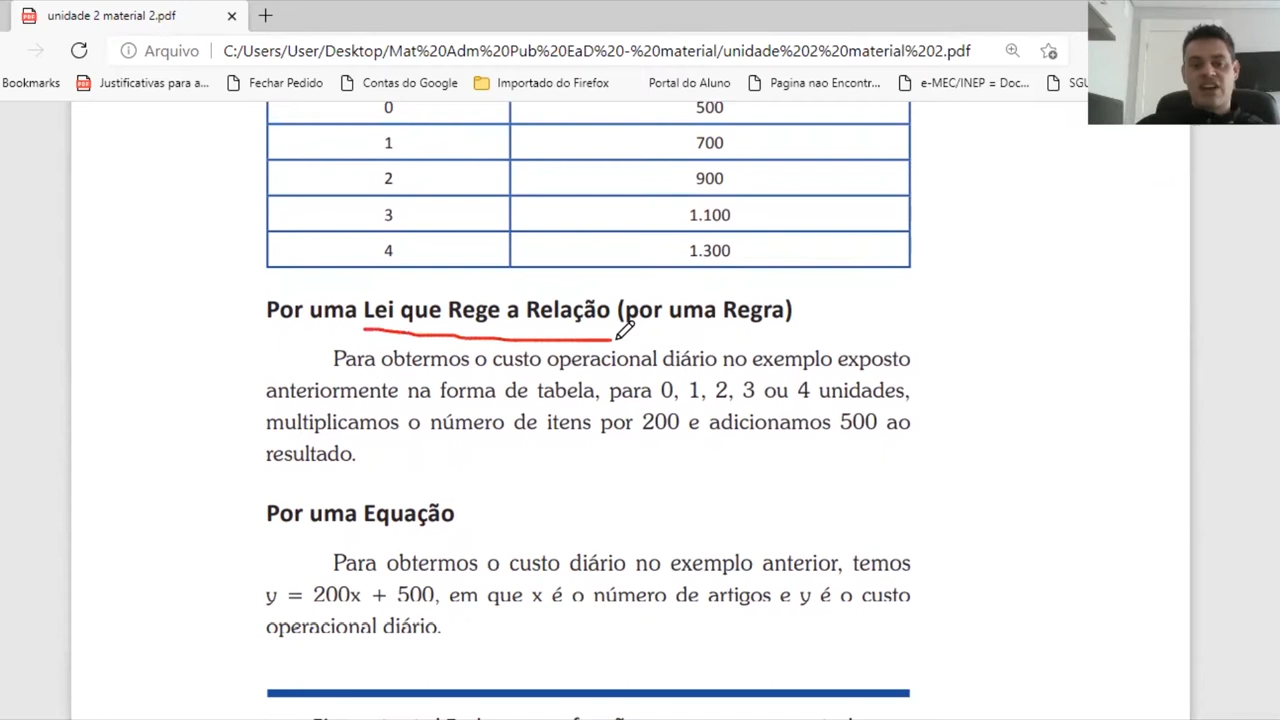 unidade 2 material 2.pdf
Arquivo C:/Users/User/Desktop/Mat%20Adm%20Pub%20EaD%20-%20material/unidade%202%20material%202.pdf
Bookmarks Justificativas para a... Fechar Pedido Contas do Google Importado do Firefox Portal do Aluno Pagina nao Encontr... e-MEC/INEP = Doc... SGU
0 500
1 700
2 900
3 1.100
4 1.300
Por uma Lei que Rege a Relação (por uma Regra)
Para obtermos o custo operacional diário no exemplo exposto
anteriormente na forma de tabela, para 0, 1, 2, 3 ou 4 unidades,
multiplicamos o número de itens por 200 e adicionamos 500 ao
resultado.
Por uma Equação
Para obtermos o custo diário no exemplo anterior, temos
y = 200x + 500, em que x é o número de artigos e y é o custo
operacional diário.